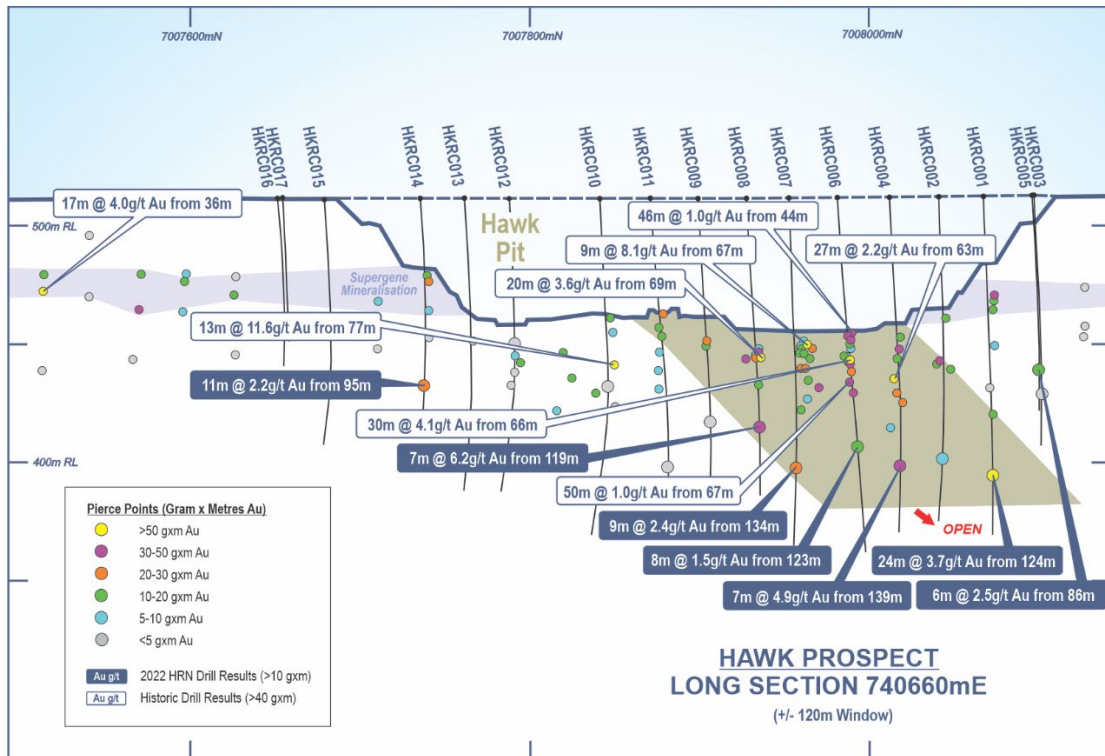 7007600mN
7007800mN
7008000mN
HKRC016
HKRC017
HKRC015
HKRC014
HKRC013
HKRC012
HKRC010
HKRC011
HKRC009
HKRC008
HKRC007
HKRC006
HKRC004
HKRC002
HKRC001
HKRC005
HKRC003
17m @ 4.0g/t Au from 36m
46m @ 1.0g/t Au from 44m
500m RL
Hawk
Pit
9m @ 8.1g/t Au from 67m
27m @ 2.2g/t Au from 63m
Supergene
Mineralisation
20m @ 3.6g/t Au from 69m
13m @ 11.6g/t Au from 77m
11m @ 2.2g/t Au from 95m
30m @ 4.1g/t Au from 66m
7m @ 6.2g/t Au from 119m
400m RL
50m @ 1.0g/t Au from 67m
9m @ 2.4g/t Au from 134m
OPEN
8m @ 1.5g/t Au from 123m
24m @ 3.7g/t Au from 124m
7m @ 4.9g/t Au from 139m
6m @ 2.5g/t Au from 86m
Pierce Points (Gram x Metres Au)
>50 gxm Au
30-50 gxm Au
20-30 gxm Au
10-20 gxm Au
5-10 gxm Au
<5 gxm Au
Au g/t 2022 HRN Drill Results (>10 gxm)
Au g/t Historic Drill Results (>40 gxm)
HAWK PROSPECT
LONG SECTION 740660mE
(+/- 120m Window)